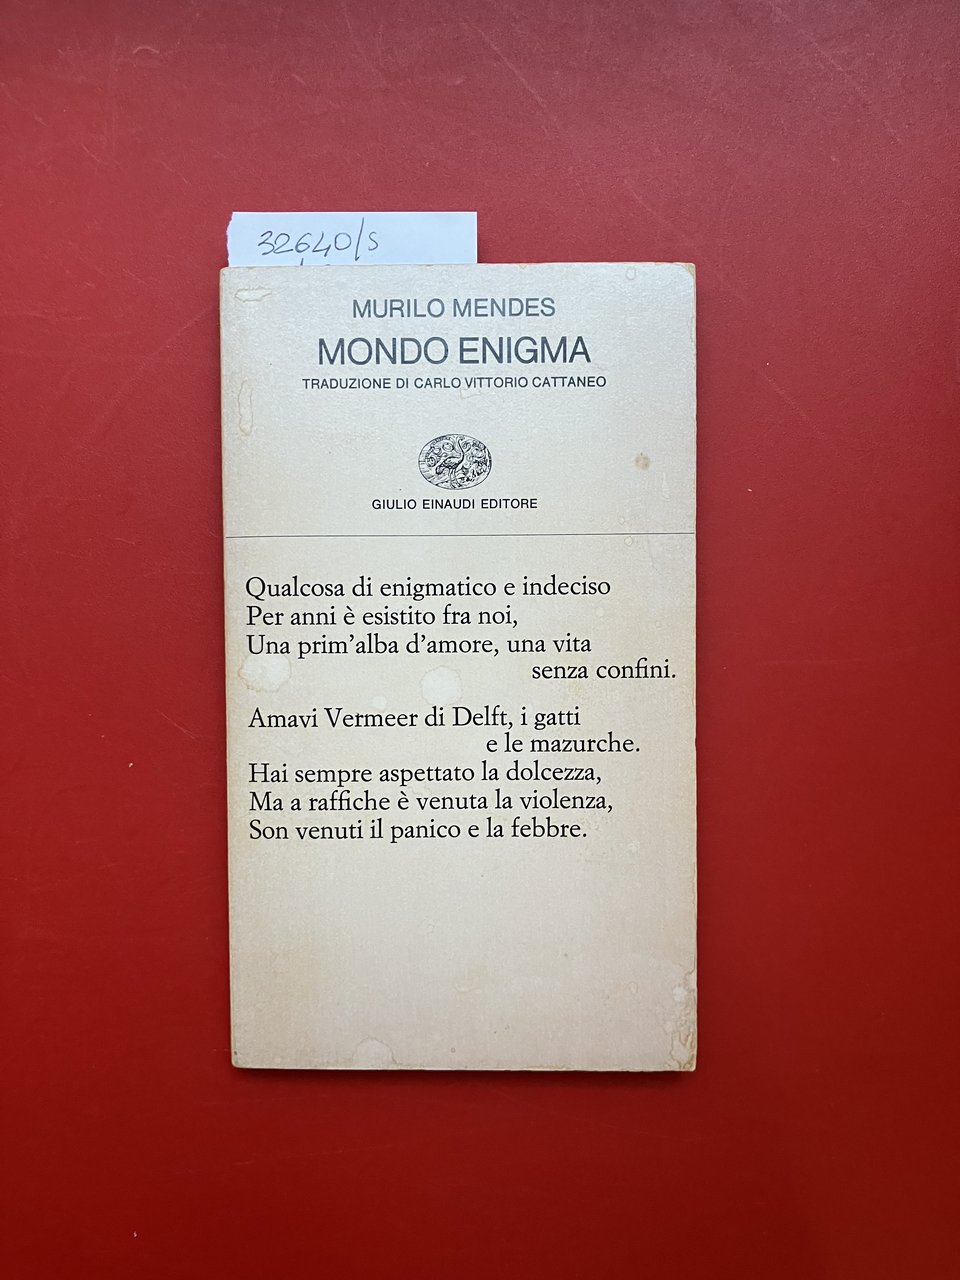 32640/s
MURILO MENDES
MONDO ENIGMA
TRADUZIONE DI CARLO VITTORIO CATTANEO
GIULIO EINAUDI EDITORE
Qualcosa di enigmatico e indeciso
Per anni è esistito fra noi,
Una prim'alba d'amore, una vita
senza confini.
Amavi Vermeer di Delft, i gatti
e le mazurche.
Hai sempre aspettato la dolcezza,
Ma a raffiche è venuta la violenza,
Son venuti il panico e la febbre.